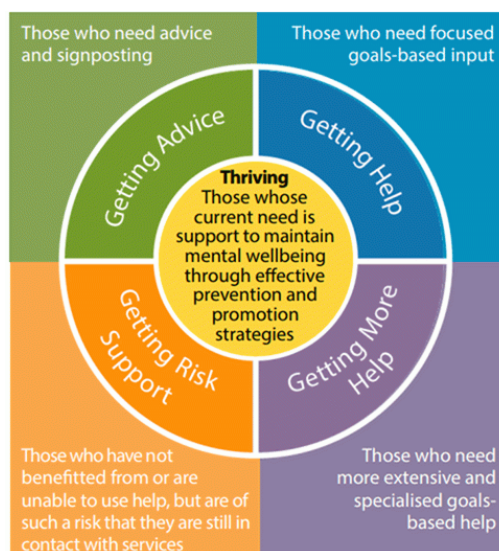 Those who need advice
and signposting
Those who need focused
goals-based input
Getting Advice
Getting Help
Thriving
Those whose
current need is
support to maintain
mental wellbeing
through effective
prevention and
promotion
strategies
Getting Risk
Support
Getting More
Help
Those who have not
benefitted from or are
unable to use help, but are of
such a risk that they are still in
contact with services
Those who need
more extensive and
specialised goals-
based help